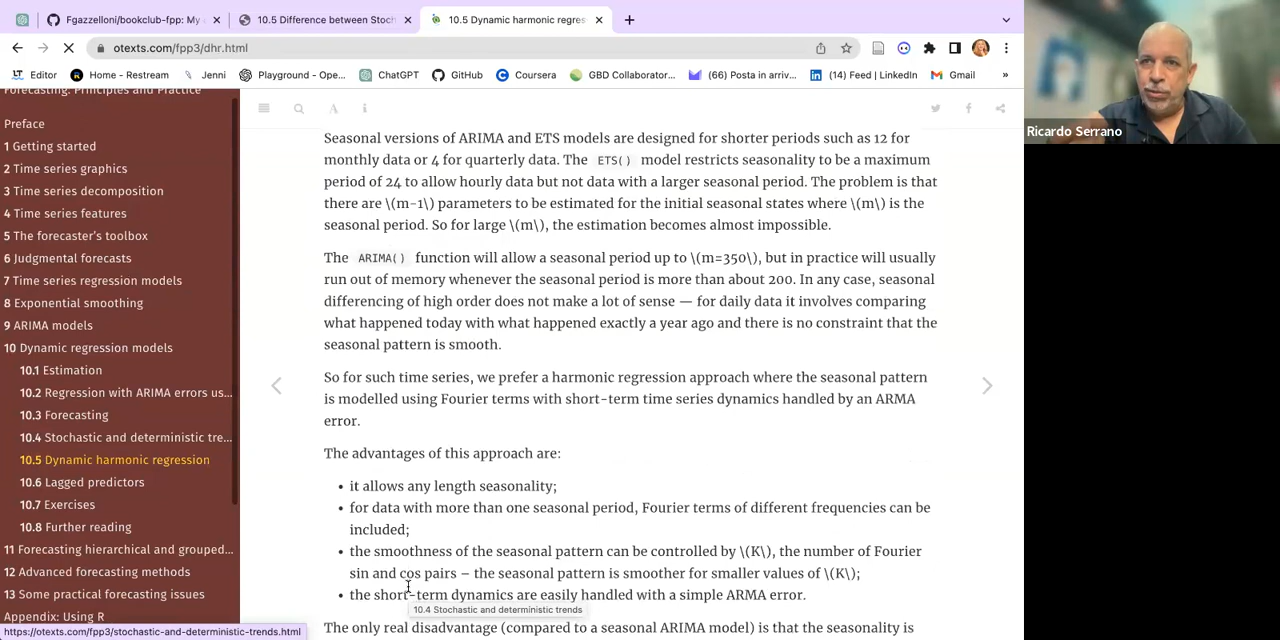 Fgazzelloni/bookclub-fpp: My
10.5 Difference between Stoch
10.5 Dynamic harmonic regres
otexts.com/fpp3/dhr.html
Editor
Home - Restream
Jenni
Playground - Ope...
ChatGPT
GitHub
Coursera
GBD Collaborator...
(66) Posta in arriv...
(14) Feed | LinkedIn
Gmail
»
Forecasting: Principles and Practice
Preface
1 Getting started
2 Time series graphics
3 Time series decomposition
4 Time series features
5 The forecaster's toolbox
6 Judgmental forecasts
7 Time series regression models
8 Exponential smoothing
9 ARIMA models
10 Dynamic regression models
10.1 Estimation
10.2 Regression with ARIMA errors us...
10.3 Forecasting
10.4 Stochastic and deterministic tre...
10.5 Dynamic harmonic regression
10.6 Lagged predictors
10.7 Exercises
10.8 Further reading
11 Forecasting hierarchical and grouped...
12 Advanced forecasting methods
13 Some practical forecasting issues
Appendix: Using R
https://otexts.com/fpp3/stochastic-and-deterministic-trends.html
Seasonal versions of ARIMA and ETS models are designed for shorter periods such as 12 for
monthly data or 4 for quarterly data. The ETS() model restricts seasonality to be a maximum
period of 24 to allow hourly data but not data with a larger seasonal period. The problem is that
there are \(m-1\) parameters to be estimated for the initial seasonal states where \(m\) is the
seasonal period. So for large \(m\), the estimation becomes almost impossible.
The ARIMA() function will allow a seasonal period up to \(m=350\), but in practice will usually
run out of memory whenever the seasonal period is more than about 200. In any case, seasonal
differencing of high order does not make a lot of sense — for daily data it involves comparing
what happened today with what happened exactly a year ago and there is no constraint that the
seasonal pattern is smooth.
So for such time series, we prefer a harmonic regression approach where the seasonal pattern
is modelled using Fourier terms with short-term time series dynamics handled by an ARMA
error.
The advantages of this approach are:
• it allows any length seasonality;
• for data with more than one seasonal period, Fourier terms of different frequencies can be
included;
• the smoothness of the seasonal pattern can be controlled by \(K\), the number of Fourier
sin and cos pairs – the seasonal pattern is smoother for smaller values of \(K\);
• the short-term dynamics are easily handled with a simple ARMA error.
10.4 Stochastic and deterministic trends
The only real disadvantage (compared to a seasonal ARIMA model) is that the seasonality is
Ricardo Serrano